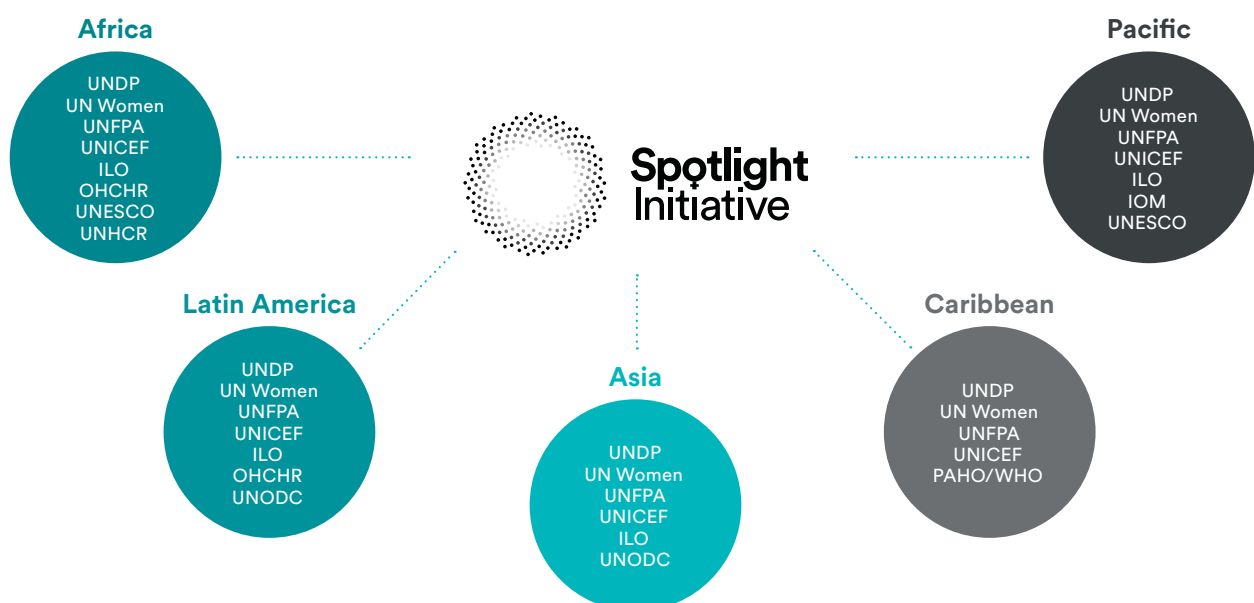 Africa
UNDP
UN Women
UNFPA
UNICEF
ILO
OHCHR
UNESCO
UNHCR
Spotlight
Initiative
Pacific
UNDP
UN Women
UNFPA
UNICEF
ILO
IOM
UNESCO
Latin America
UNDP
UN Women
UNFPA
UNICEF
ILO
OHCHR
UNODC
Asia
UNDP
UN Women
UNFPA
UNICEF
ILO
UNODC
Caribbean
UNDP
UN Women
UNFPA
UNICEF
PAHO/WHO